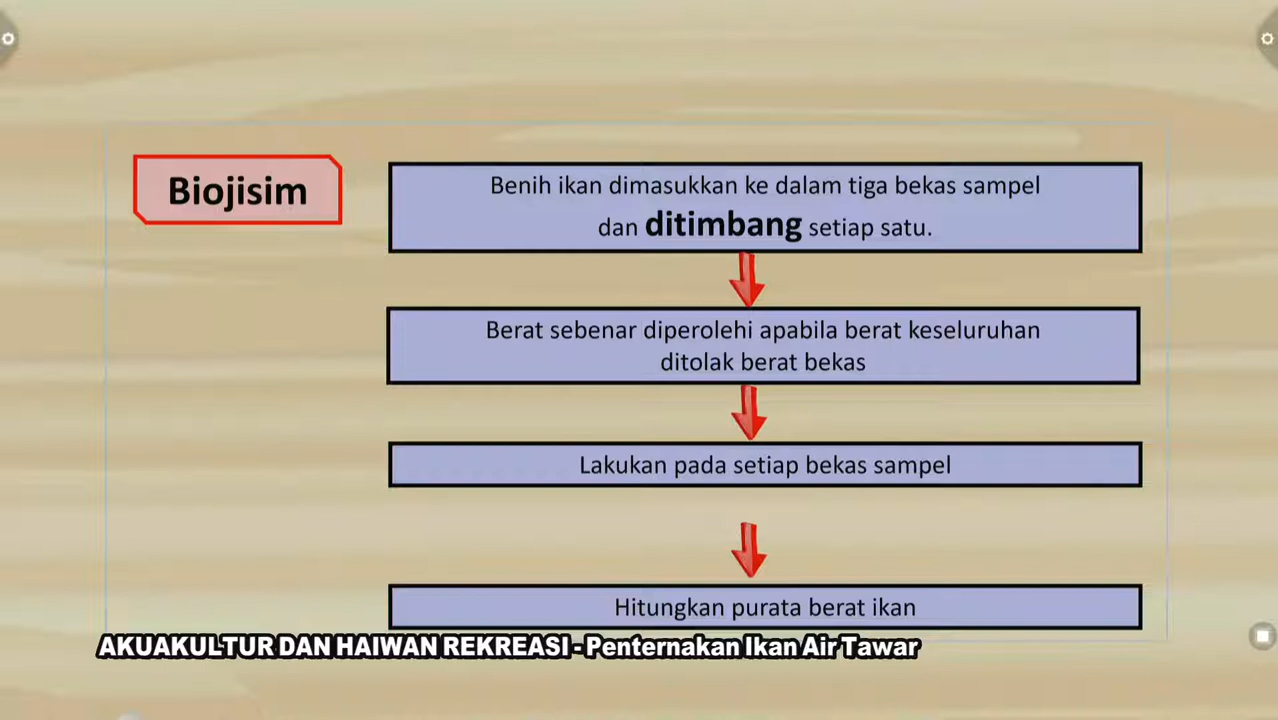 Biojisim
Benih ikan dimasukkan ke dalam tiga bekas sampel
dan ditimbang setiap satu.
Berat sebenar diperolehi apabila berat keseluruhan
ditolak berat bekas
Lakukan pada setiap bekas sampel
Hitungkan purata berat ikan
AKUAKULTUR DAN HAIWAN REKREASI - Penternakan Ikan Air Tawar